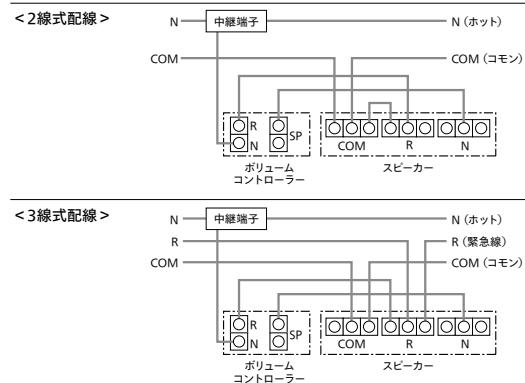 <2線式配線>
N 中継端子 N（ホット）
COM COM（コモン）
R
N SP
COM R N
ボリューム
コントローラー
スピーカー
<3線式配線>
N 中継端子 N（ホット）
R R（緊急線）
COM COM（コモン）
R
N SP
COM R N
ボリューム
コントローラー
スピーカー